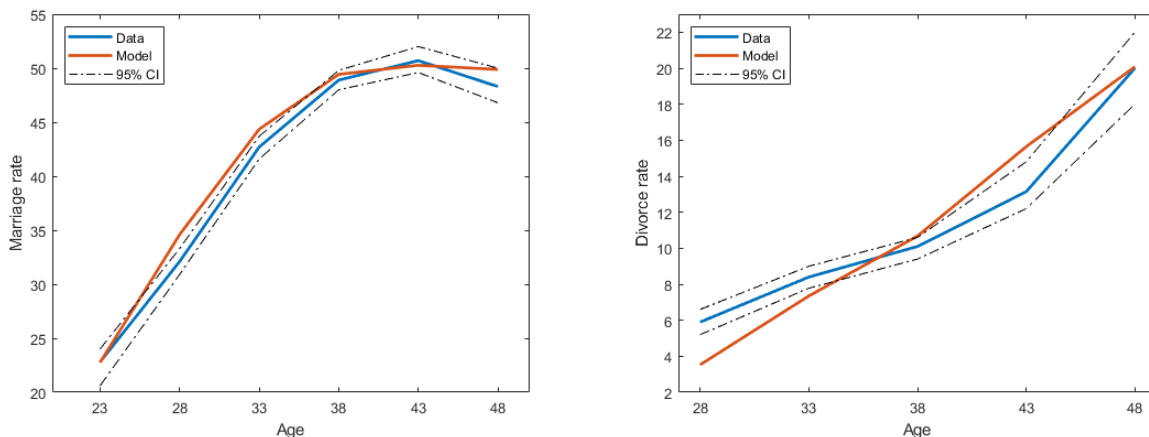 55
50
45
40
35
30
25
20
Marriage rate
Data
Model
95% CI
23 28 33 38 43 48
Age
22
20
18
16
14
12
10
8
6
4
2
Divorce rate
Data
Model
95% CI
28 33 38 43 48
Age